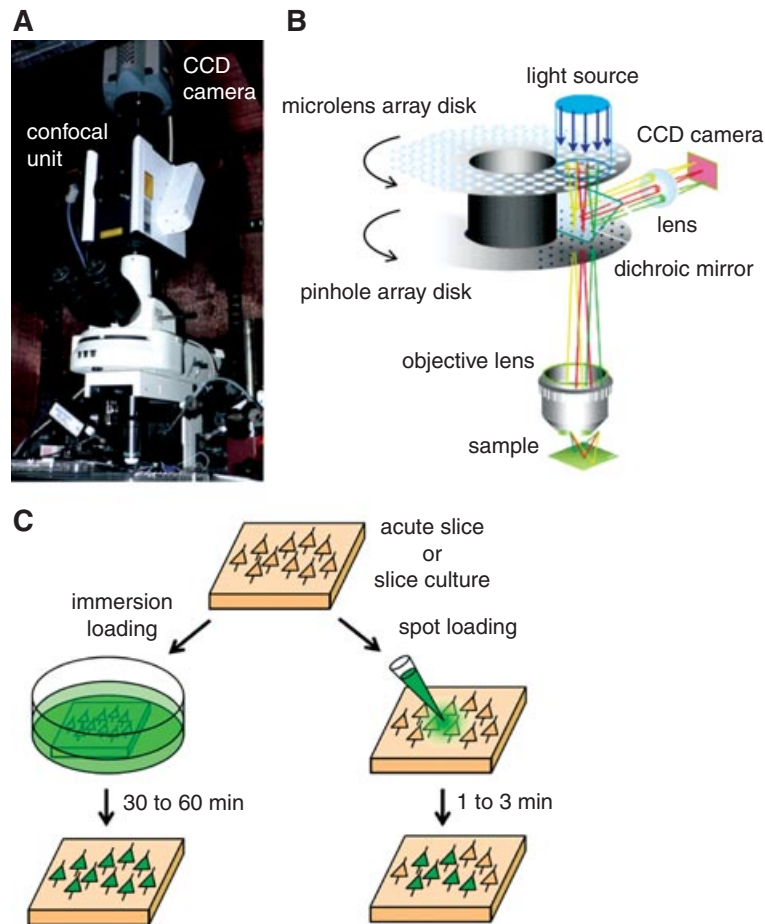 A
CCD
camera
confocal
unit
B
light source
microlens array disk
CCD camera
lens
dichroic mirror
pinhole array disk
objective lens
sample
C
acute slice
or
slice culture
immersion
loading
spot loading
30 to 60 min
1 to 3 min